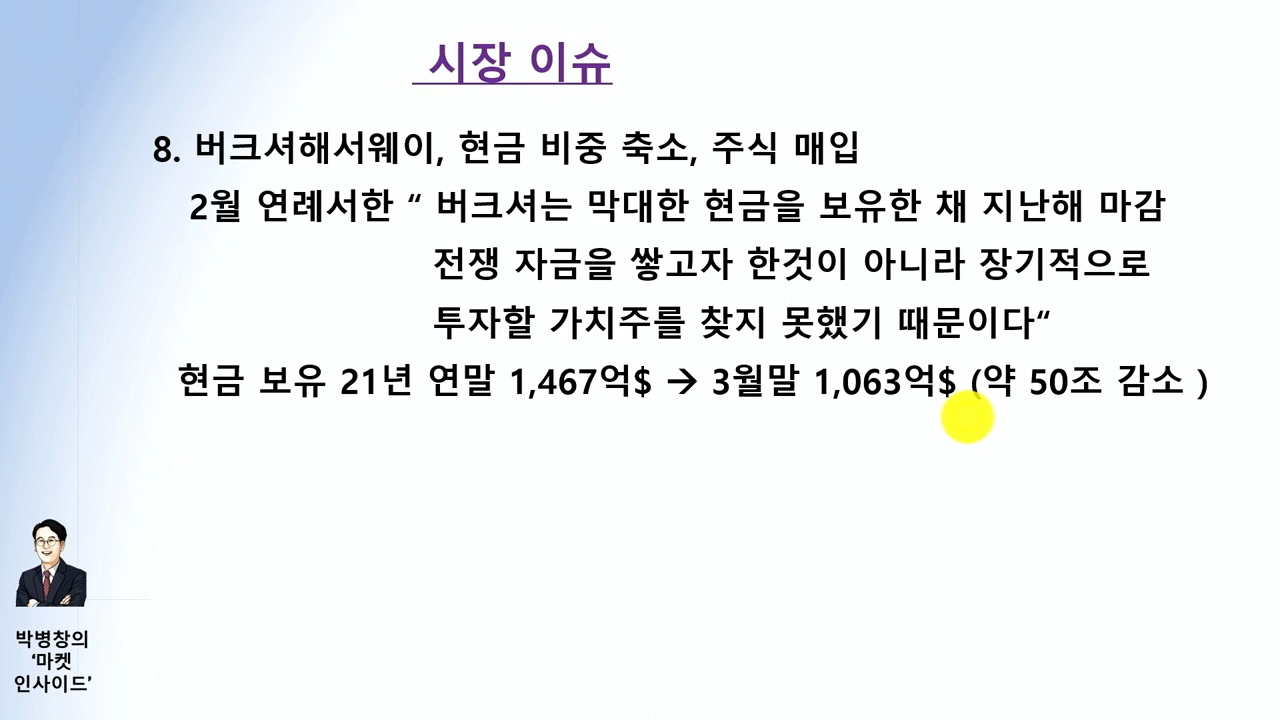 시장 이슈
8. 버크셔해서웨이, 현금 비중 축소, 주식 매입
2월 연례서한 “ 버크셔는 막대한 현금을 보유한 채 지난해 마감
전쟁 자금을 쌓고자 한것이 아니라 장기적으로
투자할 가치주를 찾지 못했기 때문이다“
현금 보유 21년 연말 1,467억$ → 3월말 1,063억$ (약 50조 감소 )
박병창의
‘마켓
인사이드’